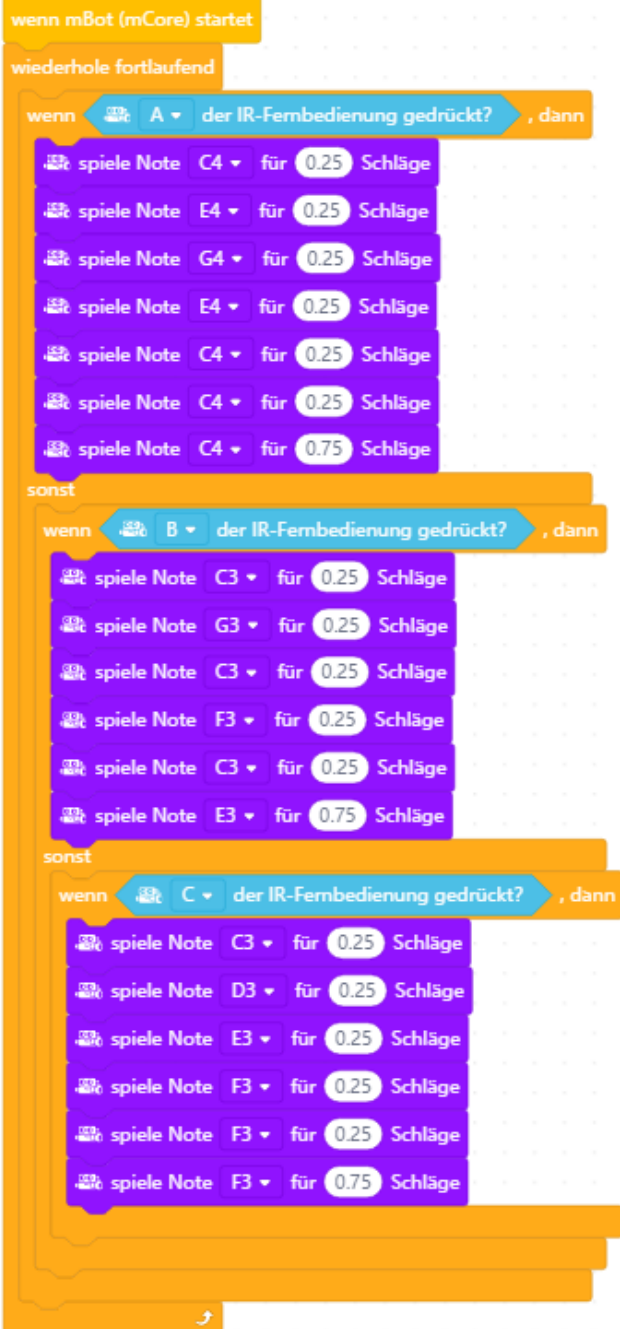 wenn mBot (mCore) startet
wiederhole fortlaufend
wenn A der IR-Fernbedienung gedrückt? , dann
spiele Note C4 für 0.25 Schläge
spiele Note E4 für 0.25 Schläge
spiele Note G4 für 0.25 Schläge
spiele Note E4 für 0.25 Schläge
spiele Note C4 für 0.25 Schläge
spiele Note C4 für 0.25 Schläge
spiele Note C4 für 0.75 Schläge
sonst
wenn B der IR-Fernbedienung gedrückt? , dann
spiele Note C3 für 0.25 Schläge
spiele Note G3 für 0.25 Schläge
spiele Note C3 für 0.25 Schläge
spiele Note F3 für 0.25 Schläge
spiele Note C3 für 0.25 Schläge
spiele Note E3 für 0.75 Schläge
sonst
wenn C der IR-Fernbedienung gedrückt? , dann
spiele Note C3 für 0.25 Schläge
spiele Note D3 für 0.25 Schläge
spiele Note E3 für 0.25 Schläge
spiele Note F3 für 0.25 Schläge
spiele Note F3 für 0.25 Schläge
spiele Note F3 für 0.75 Schläge